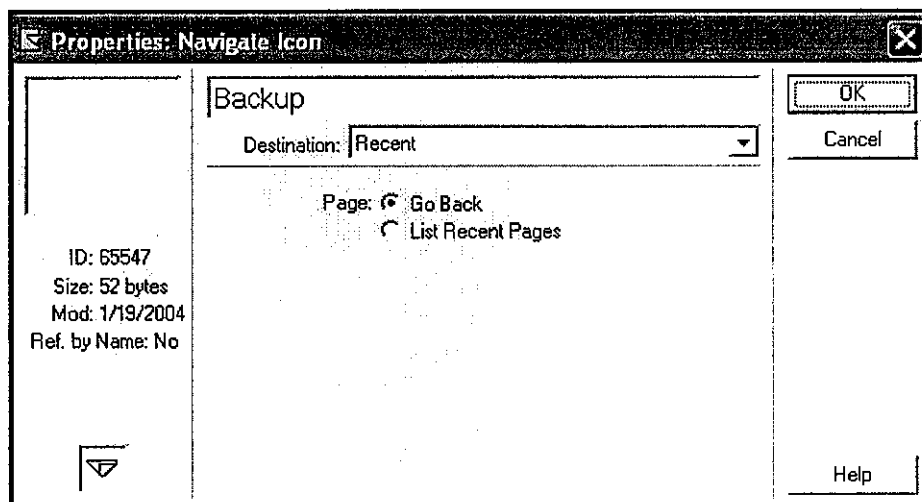 Properties: Navigate Icon
Backup
Destination: Recent
Page: Go Back
List Recent Pages
ID: 65547
Size: 52 bytes
Mod: 1/19/2004
Ref. by Name: No
OK
Cancel
Help